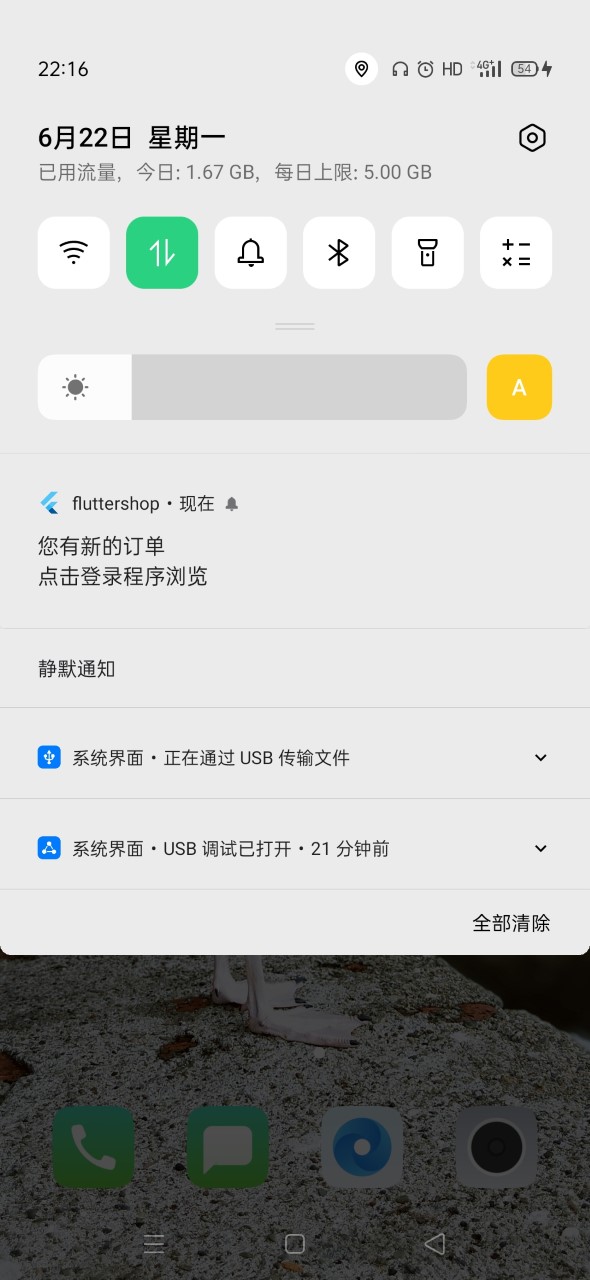 22:16 HD 4G+ 54
6月22日 星期一
已用流量，今日: 1.67 GB，每日上限: 5.00 GB
A
fluttershop • 现在
您有新的订单
点击登录程序浏览
静默通知
系统界面 • 正在通过 USB 传输文件
系统界面 • USB 调试已打开 • 21 分钟前
全部清除